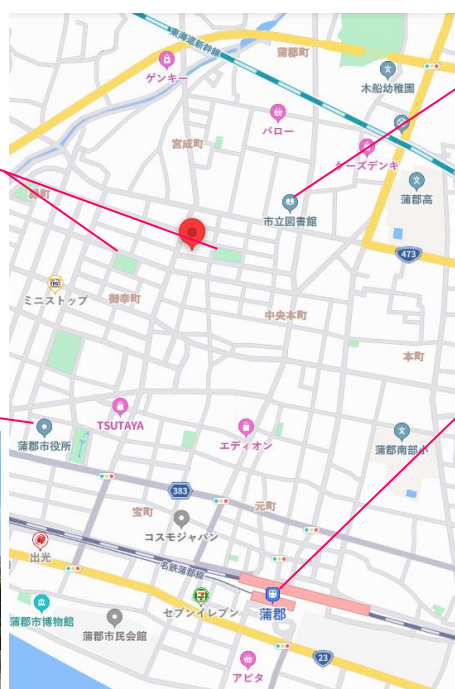 東海道新幹線
蒲郡町
ゲンキー
木船幼稚園
バロー
宮成町
ケーズデンキ
蒲郡高
緑町
市立図書館
473
ミニストップ
御幸町
中央本町
本町
TSUTAYA
エディオン
蒲郡市役所
蒲郡南部小
383
宝町
元町
コスモジャパン
出光
名鉄蒲郡線
セブンイレブン
蒲郡
蒲郡市博物館
蒲郡市民会館
23
アピタ